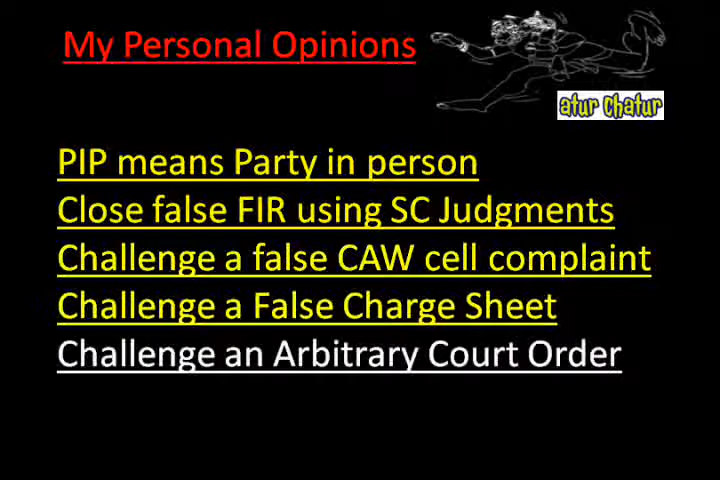 My Personal Opinions
atur chatur
PIP means Party in person
Close false FIR using SC Judgments
Challenge a false CAW cell complaint
Challenge a False Charge Sheet
Challenge an Arbitrary Court Order